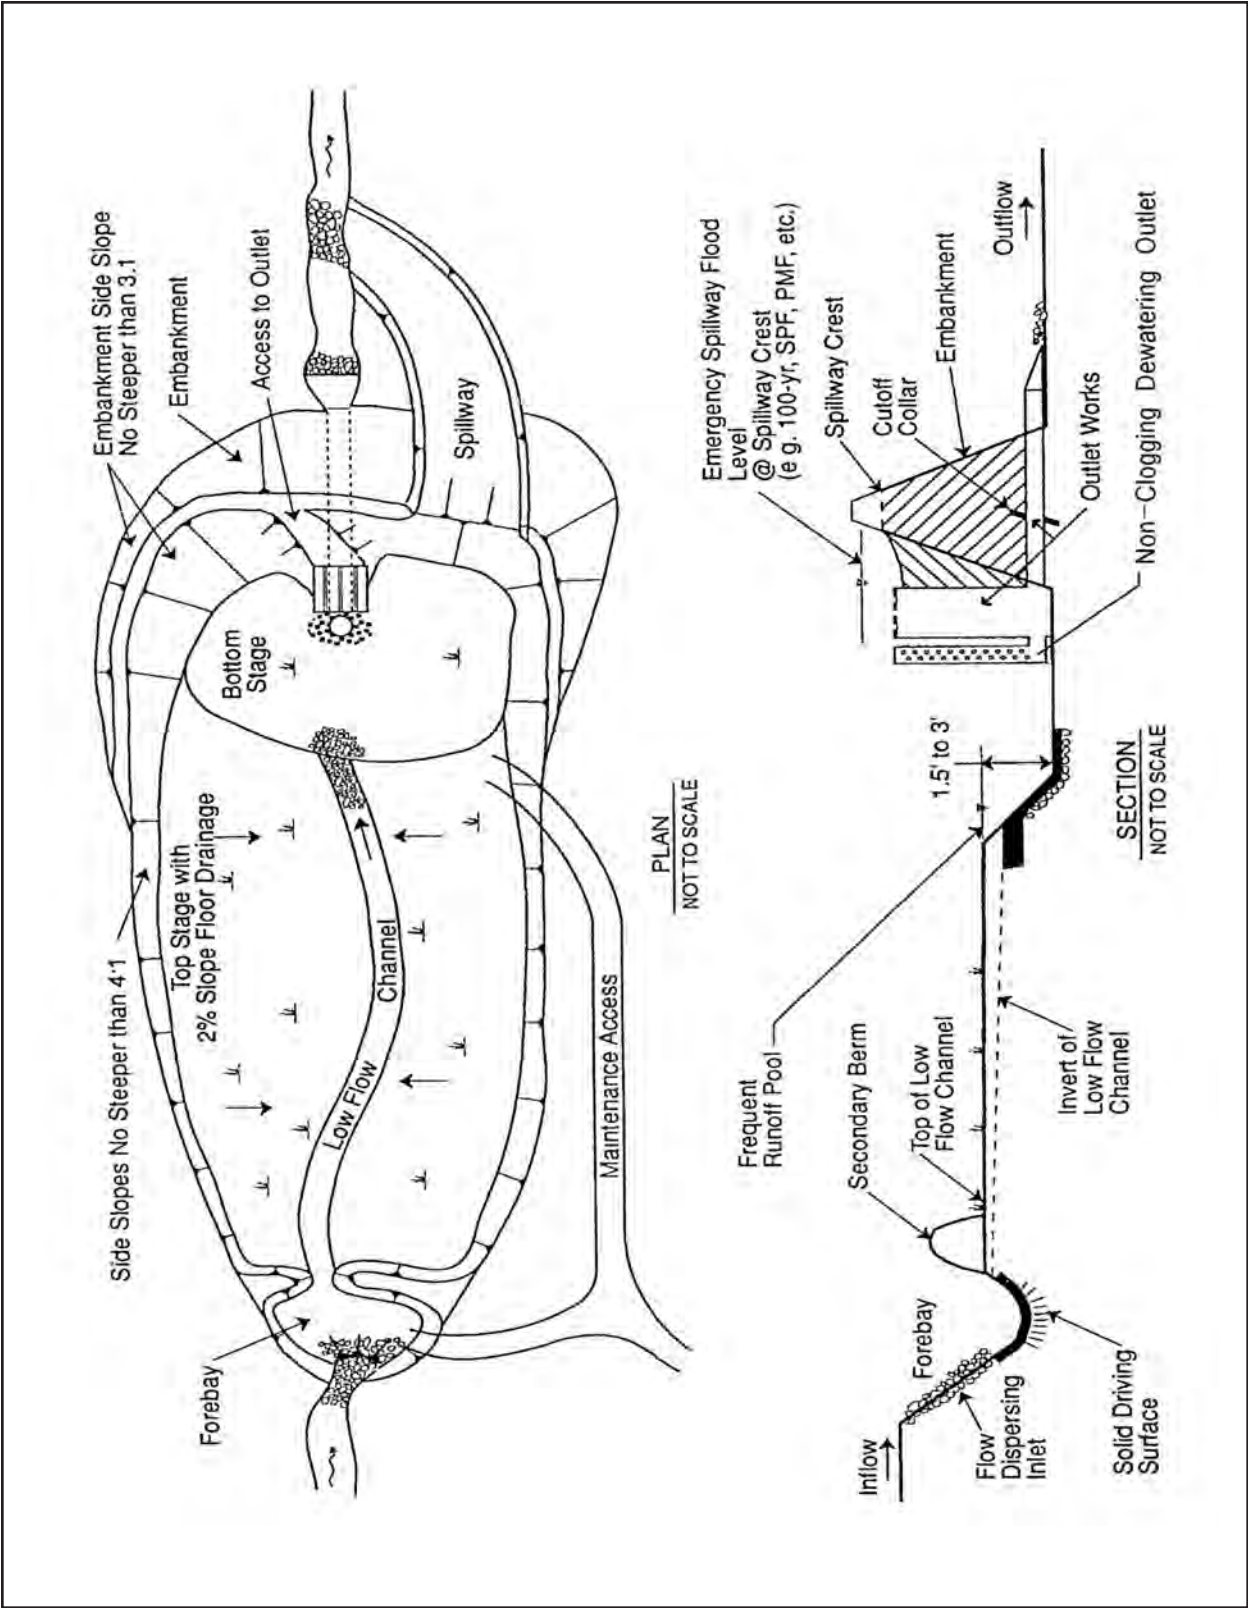 Embankment Side Slope
No Steeper than 3.1
Embankment
Access to Outlet
Side Slopes No Steeper than 4·1
Top Stage with
2% Slope Floor Drainage
Bottom
Stage
Spillway
Low Flow Channel
Forebay
Maintenance Access
PLAN
NOT TO SCALE
Emergency Spillway Flood
Level
@ Spillway Crest
(e g. 100-yr, SPF, PMF, etc.)
Spillway Crest
Cutoff
Collar
Embankment
Outflow
Outlet Works
Non-Clogging Dewatering Outlet
1.5' to 3'
Frequent
Runoff Pool
Secondary Berm
Top of Low
Flow Channel
Invert of
Low Flow
Channel
Inflow
Forebay
Flow
Dispersing
Inlet
Solid Driving
Surface
SECTION
NOT TO SCALE